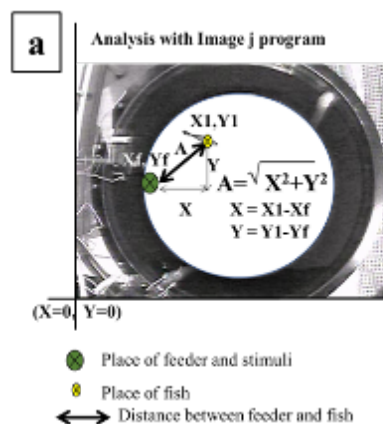 a
Analysis with Image j program
X1,Y1
Xf,Yf
A
Y
A=√X²+Y²
X
X = X1-Xf
Y = Y1-Yf
(X=0, Y=0)
Place of feeder and stimuli
Place of fish
Distance between feeder and fish